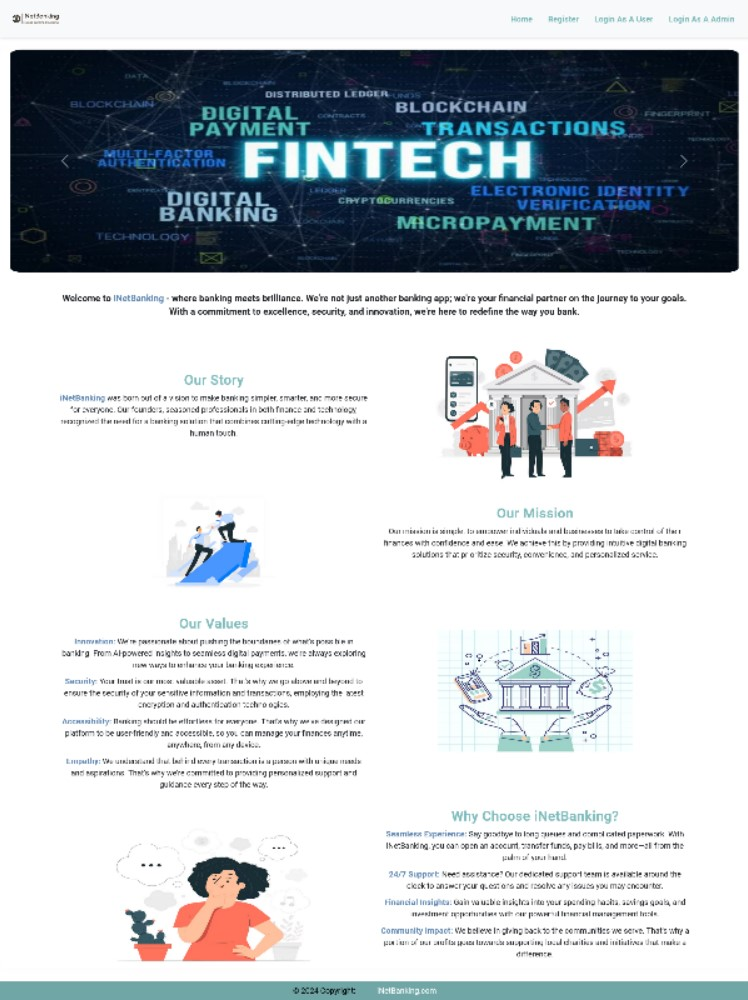 iNetBanking
Home Register Login As A User Login As A Admin
DATA
BLOCKCHAIN
DISTRIBUTED LEDGER
BLOCKCHAIN
BLOCKCHAIN
DIGITAL
PAYMENT
CONTRACTS
FUNDS
FINGERPRINT
TRANSACTIONS
FUNDS
MULTI-FACTOR
AUTHENTICATION
FINTECH
TECHNOLOGY
LEDGER
ELECTRONIC IDENTITY
VERIFICATION
CRYPTOCURRENCIES
DIGITAL
BANKING
BLOCKCHAIN
MICROPAYMENT
TECHNOLOGY
Welcome to iNetBanking - where banking meets brilliance. We're not just another banking app; we're your financial partner on the journey to your goals.
With a commitment to excellence, security, and innovation, we're here to redefine the way you bank.
Our Story
iNetBanking was born out of a vision to make banking simpler, smarter, and more secure
for everyone. Our founders, seasoned professionals in both finance and technology,
recognized the need for a banking solution that combines cutting-edge technology with a
human touch.
Our Mission
Our mission is simple: to empower individuals and businesses to take control of their
finances with confidence and ease. We achieve this by providing intuitive digital banking
solutions that prioritize security, convenience, and personalized service.
Our Values
Innovation: We're passionate about pushing the boundaries of what's possible in
banking. From AI-powered insights to seamless digital payments, we're always exploring
new ways to enhance your banking experience.
Security: Your trust is our most valuable asset. That's why we go above and beyond to
ensure the security of your sensitive information and transactions, employing the latest
encryption and authentication technologies.
Accessibility: Banking should be effortless for everyone. That's why we've designed our
platform to be user-friendly and accessible, so you can manage your finances anytime,
anywhere, from any device.
Empathy: We understand that behind every transaction is a person with unique needs
and aspirations. That's why we're committed to providing personalized support and
guidance every step of the way.
Why Choose iNetBanking?
Seamless Experience: Say goodbye to long queues and complicated paperwork. With
iNetBanking, you can open an account, transfer funds, pay bills, and more—all from the
palm of your hand.
24/7 Support: Need assistance? Our dedicated support team is available around the
clock to answer your questions and resolve any issues you may encounter.
Financial Insights: Gain valuable insights into your spending habits, savings goals, and
investment opportunities with our powerful financial management tools.
Community Impact: We believe in giving back to the communities we serve. That's why a
portion of our profits goes towards supporting local charities and initiatives that make a
difference.
© 2024 Copyright: iNetBanking.com